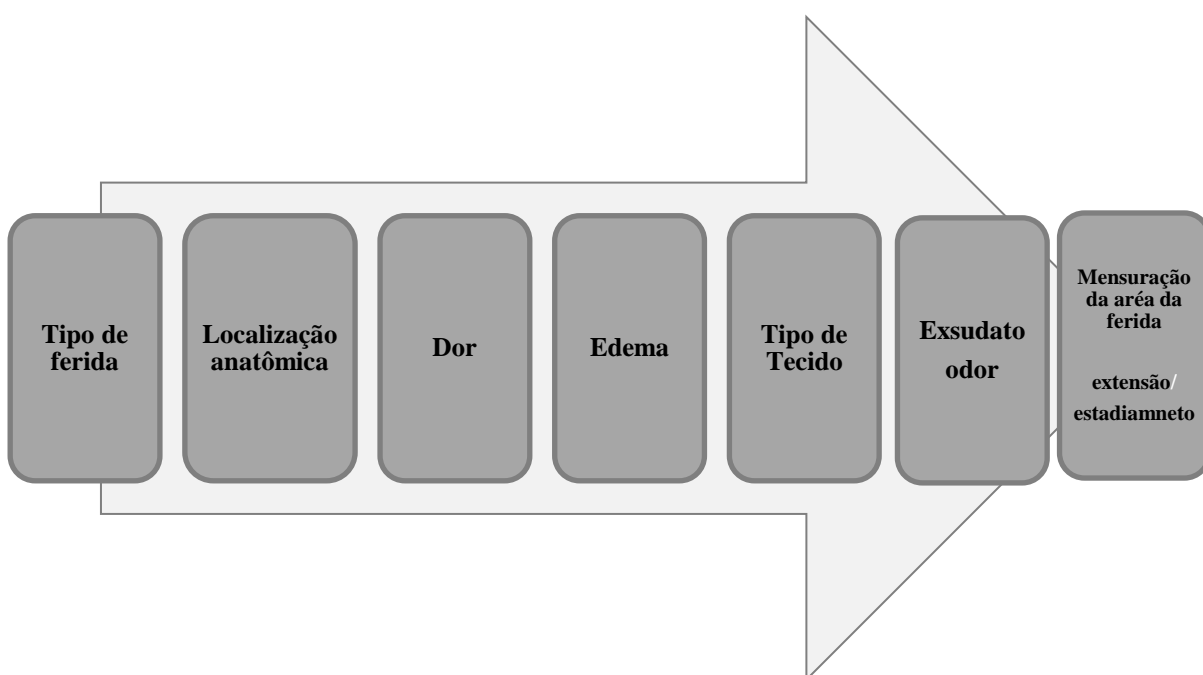 Tipo de
ferida
Localização
anatômica
Dor
Edema
Tipo de
Tecido
Exsudato
odor
Mensuração
da aréa da
ferida
extensão/
estadiamneto